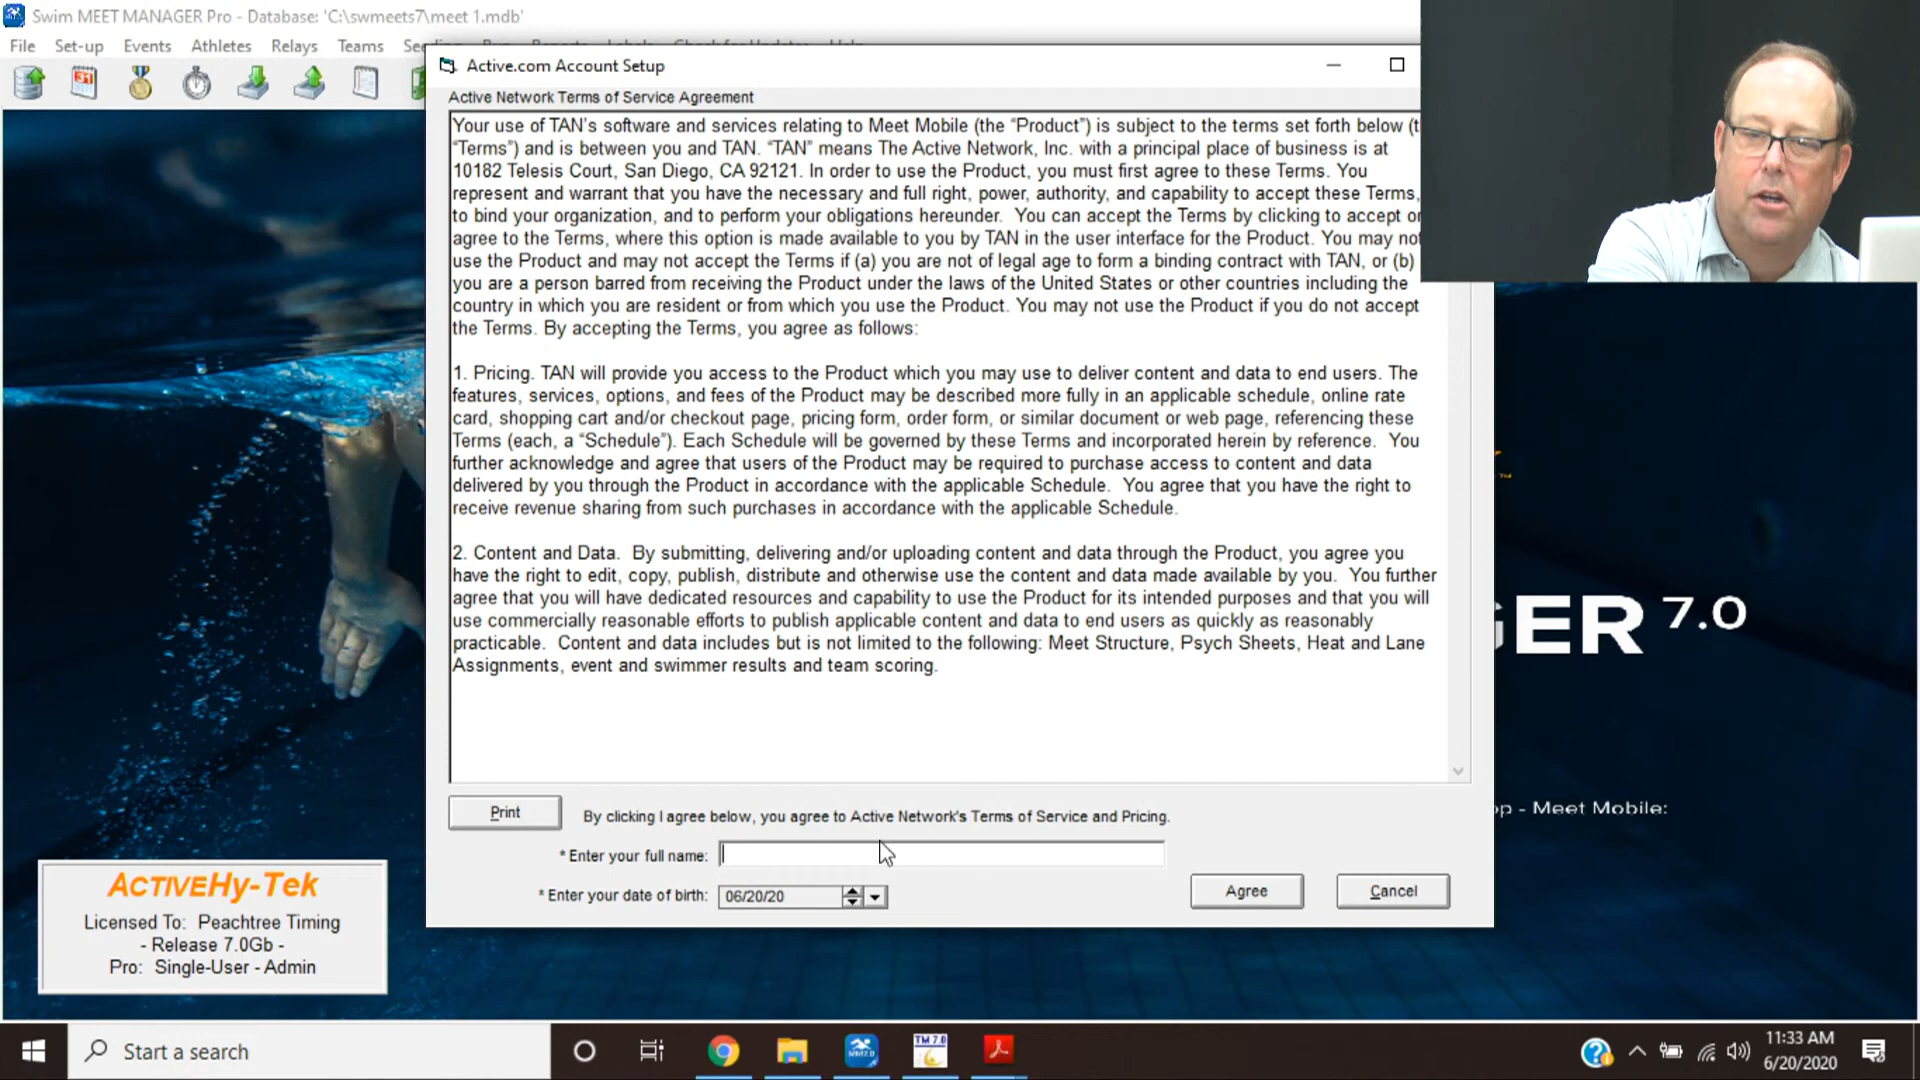 Swim MEET MANAGER Pro - Database: 'C:\swmeets7\meet 1.mdb'
File Set-up Events Athletes Relays Teams
Active.com Account Setup
Active Network Terms of Service Agreement
Your use of TAN's software and services relating to Meet Mobile (the “Product”) is subject to the terms set forth below
“Terms”) and is between you and TAN. “TAN” means The Active Network, Inc. with a principal place of business is at
10182 Telesis Court, San Diego, CA 92121. In order to use the Product, you must first agree to these Terms. You
represent and warrant that you have the necessary and full right, power, authority, and capability to accept these Terms,
to bind your organization, and to perform your obligations hereunder. You can accept the Terms by clicking to accept or
agree to the Terms, where this option is made available to you by TAN in the user interface for the Product. You may not
use the Product and may not accept the Terms if (a) you are not of legal age to form a binding contract with TAN, or (b)
you are a person barred from receiving the Product under the laws of the United States or other countries including the
country in which you are resident or from which you use the Product. You may not use the Product if you do not accept
the Terms. By accepting the Terms, you agree as follows:
1. Pricing. TAN will provide you access to the Product which you may use to deliver content and data to end users. The
features, services, options, and fees of the Product may be described more fully in an applicable schedule, online rate
card, shopping cart and/or checkout page, pricing form, order form, or similar document or web page, referencing these
Terms (each, a “Schedule”). Each Schedule will be governed by these Terms and incorporated herein by reference. You
further acknowledge and agree that users of the Product may be required to purchase access to content and data
delivered by you through the Product in accordance with the applicable Schedule. You agree that you have the right to
receive revenue sharing from such purchases in accordance with the applicable Schedule.
2. Content and Data. By submitting, delivering and/or uploading content and data through the Product, you agree you
have the right to edit, copy, publish, distribute and otherwise use the content and data made available by you. You further
agree that you will have dedicated resources and capability to use the Product for its intended purposes and that you will
use commercially reasonable efforts to publish applicable content and data to end users as quickly as reasonably
practicable. Content and data includes but is not limited to the following: Meet Structure, Psych Sheets, Heat and Lane
Assignments, event and swimmer results and team scoring.
GER 7.0
op - Meet Mobile:
Print
By clicking I agree below, you agree to Active Network's Terms of Service and Pricing.
* Enter your full name:
* Enter your date of birth: 06/20/20
Agree
Cancel
ACTIVEHy-Tek
Licensed To: Peachtree Timing
- Release 7.0Gb -
Pro: Single-User - Admin
Start a search
TM 7.0
11:33 AM
6/20/2020